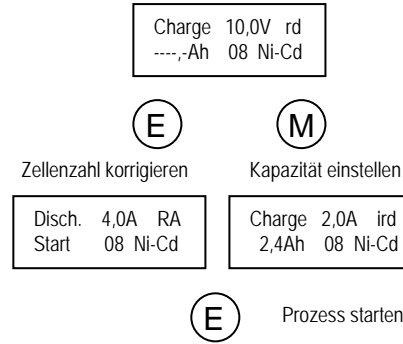 Charge 10,0V rd
----,-Ah 08 Ni-Cd
E M
Zellenzahl korrigieren Kapazität einstellen
Disch. 4,0A RA Charge 2,0A ird
Start 08 Ni-Cd 2,4Ah 08 Ni-Cd
E Prozess starten